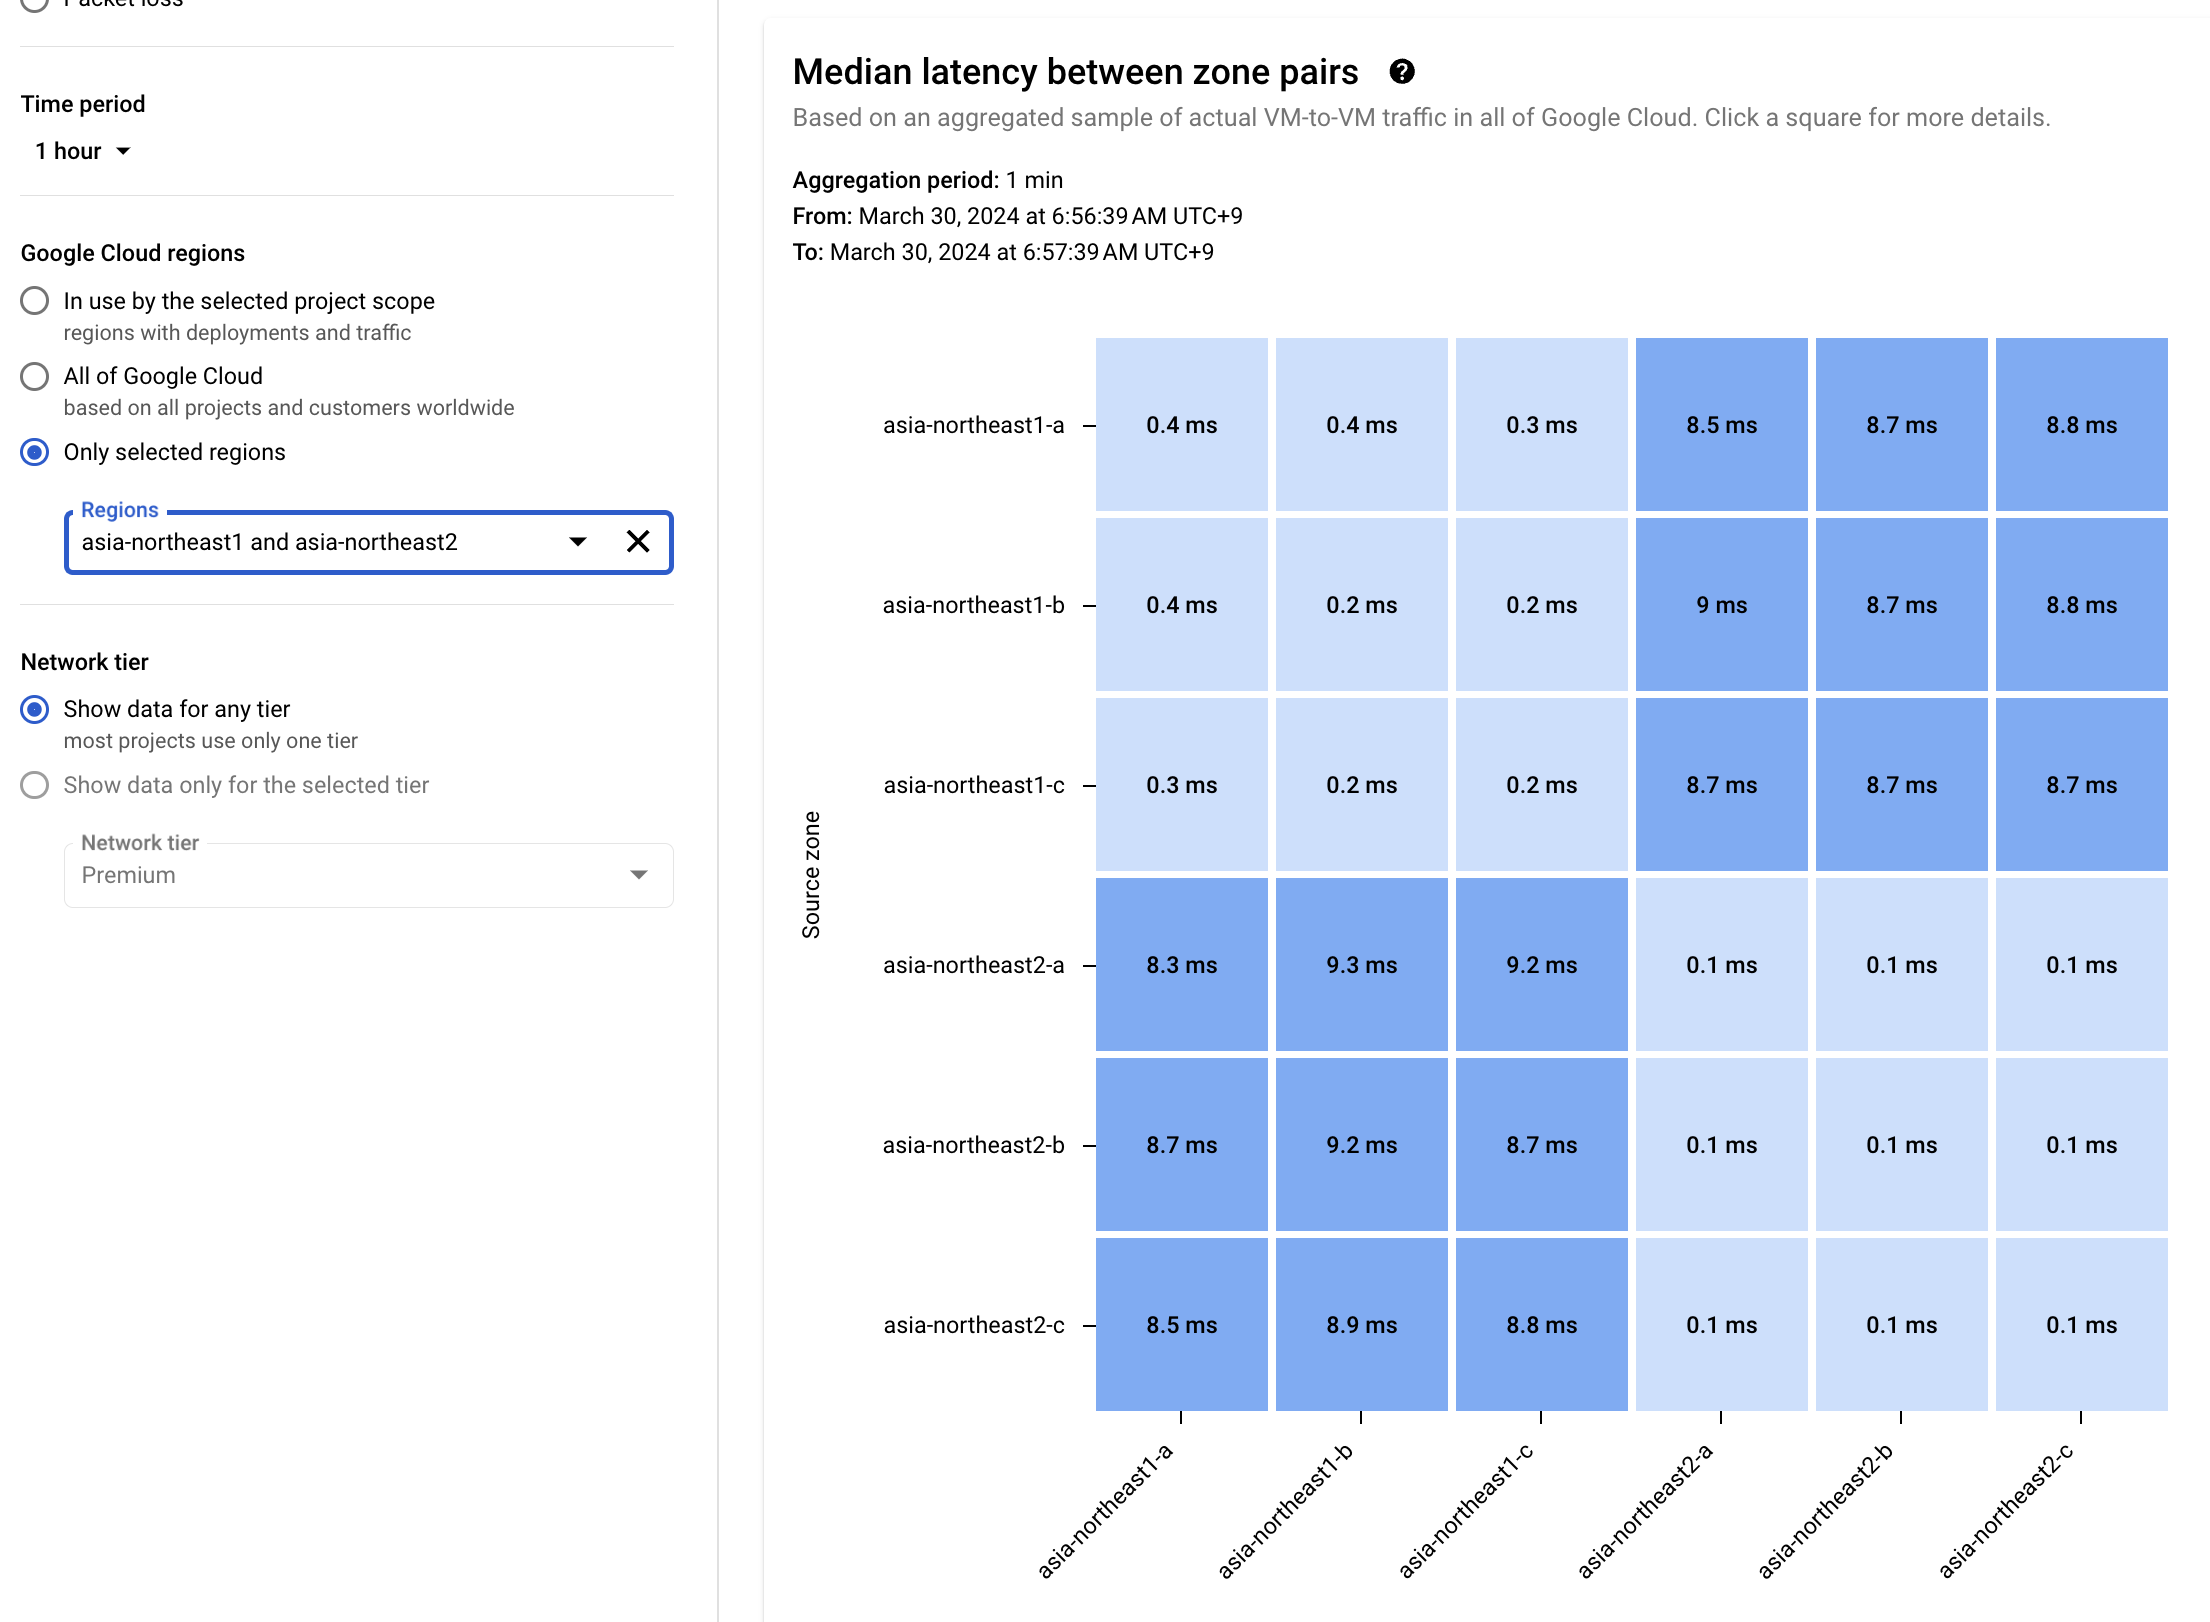 Packet loss
Time period
1 hour
Google Cloud regions
In use by the selected project scope
regions with deployments and traffic
All of Google Cloud
based on all projects and customers worldwide
Only selected regions
Regions
asia-northeast1 and asia-northeast2
Network tier
Show data for any tier
most projects use only one tier
Show data only for the selected tier
Network tier
Premium
Median latency between zone pairs ?
Based on an aggregated sample of actual VM-to-VM traffic in all of Google Cloud. Click a square for more details.
Aggregation period: 1 min
From: March 30, 2024 at 6:56:39 AM UTC+9
To: March 30, 2024 at 6:57:39 AM UTC+9
Source zone
asia-northeast1-a 0.4 ms 0.4 ms 0.3 ms 8.5 ms 8.7 ms 8.8 ms
asia-northeast1-b 0.4 ms 0.2 ms 0.2 ms 9 ms 8.7 ms 8.8 ms
asia-northeast1-c 0.3 ms 0.2 ms 0.2 ms 8.7 ms 8.7 ms 8.7 ms
asia-northeast2-a 8.3 ms 9.3 ms 9.2 ms 0.1 ms 0.1 ms 0.1 ms
asia-northeast2-b 8.7 ms 9.2 ms 8.7 ms 0.1 ms 0.1 ms 0.1 ms
asia-northeast2-c 8.5 ms 8.9 ms 8.8 ms 0.1 ms 0.1 ms 0.1 ms
asia-northeast1-a asia-northeast1-b asia-northeast1-c asia-northeast2-a asia-northeast2-b asia-northeast2-c